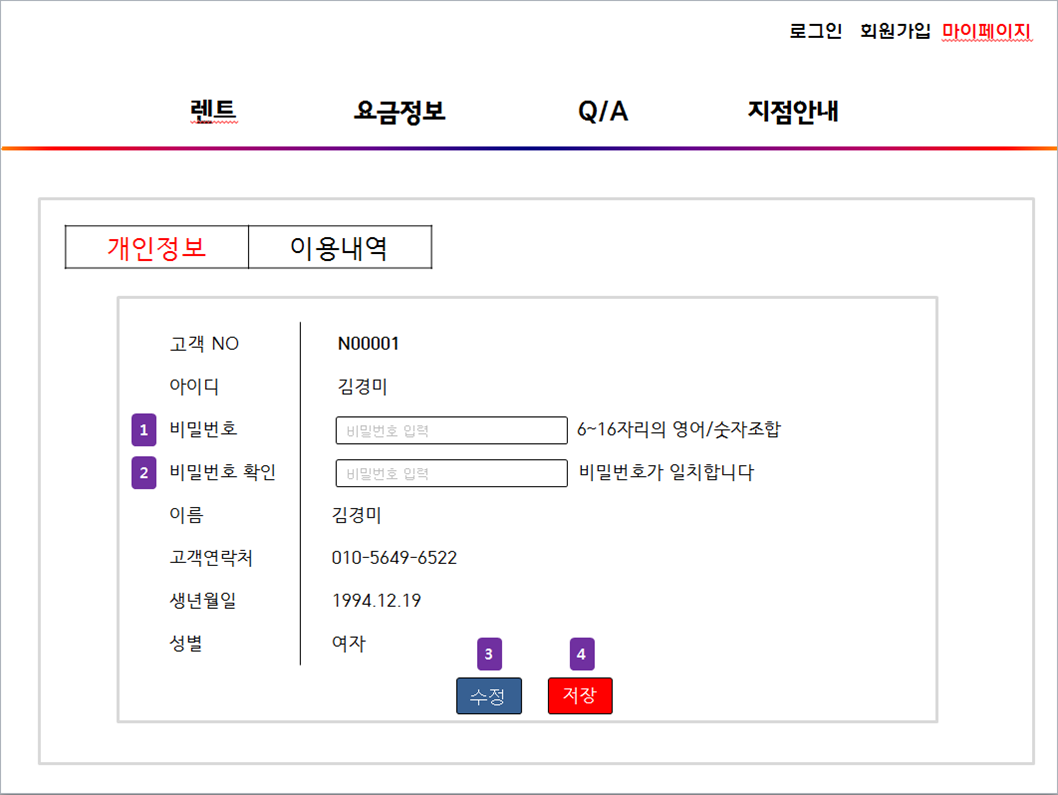 로그인 회원가입 마이페이지
렌트 요금정보 Q/A 지점안내
개인정보 이용내역
고객 NO N00001
아이디 김경미
1 비밀번호 비밀번호 입력 6~16자리의 영어/숫자조합
2 비밀번호 확인 비밀번호 입력 비밀번호가 일치합니다
이름 김경미
고객연락처 010-5649-6522
생년월일 1994.12.19
성별 여자
3 4
수정 저장